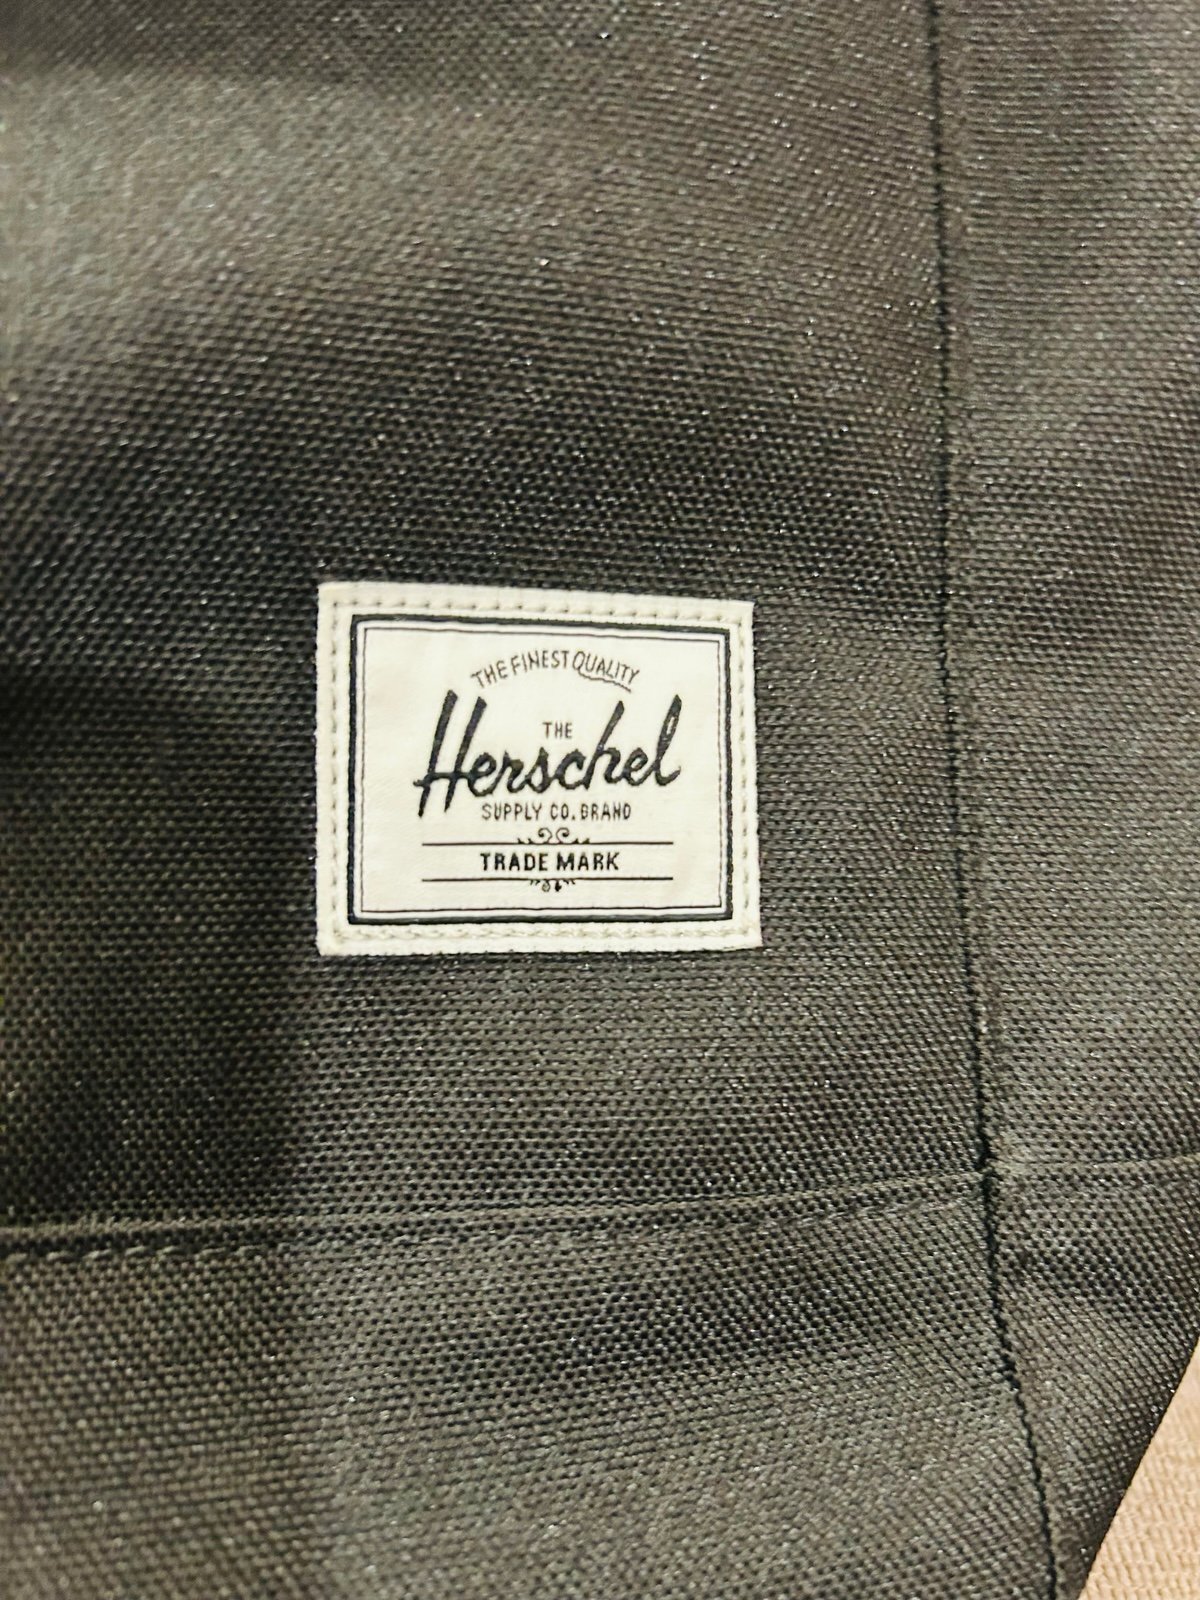 THE FINEST QUALITY
THE
Herschel
SUPPLY CO. BRAND
TRADE MARK